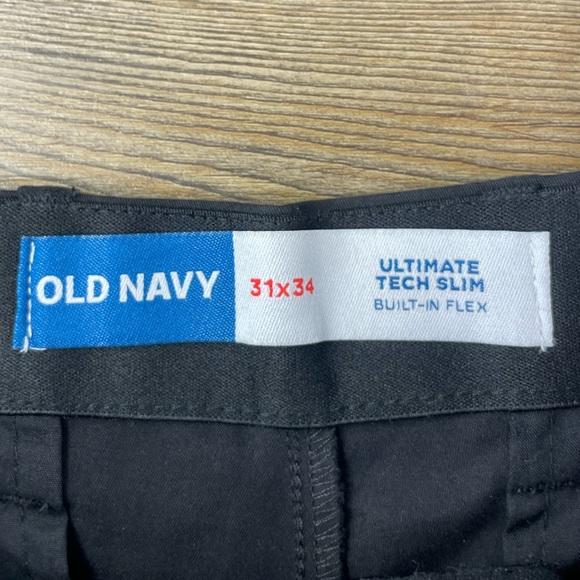 OLD NAVY
31x34
ULTIMATE
TECH SLIM
BUILT-IN FLEX